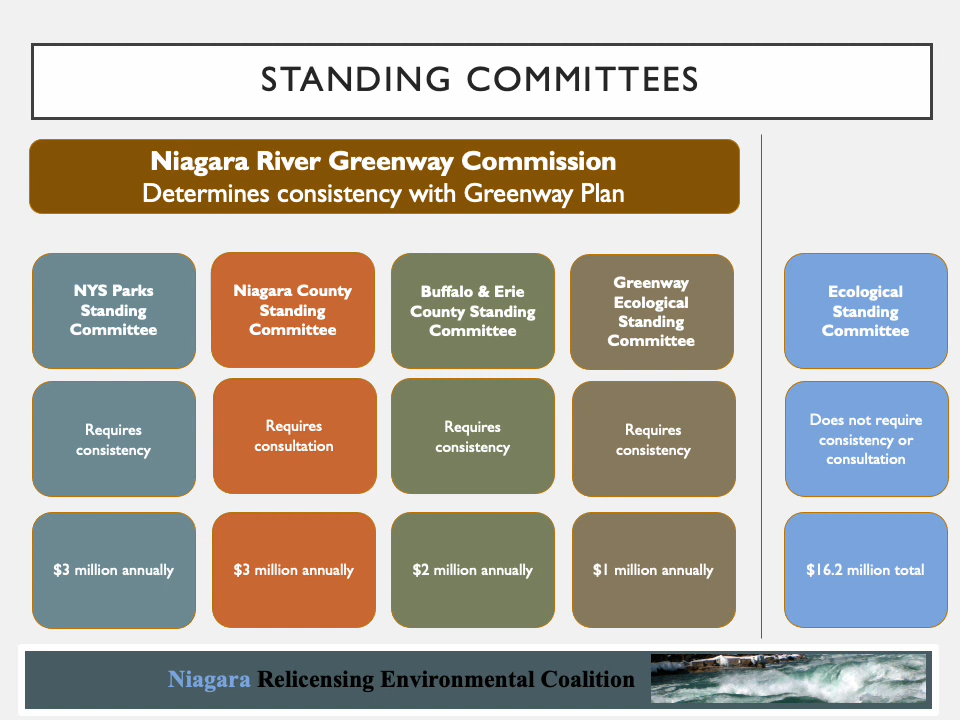 STANDING COMMITTEES
Niagara River Greenway Commission
Determines consistency with Greenway Plan
NYS Parks
Standing
Committee
Niagara County
Standing
Committee
Buffalo & Erie
County Standing
Committee
Greenway
Ecological
Standing
Committee
Ecological
Standing
Committee
Requires
consistency
Requires
consultation
Requires
consistency
Requires
consistency
Does not require
consistency or
consultation
$3 million annually
$3 million annually
$2 million annually
$1 million annually
$16.2 million total
Niagara Relicensing Environmental Coalition